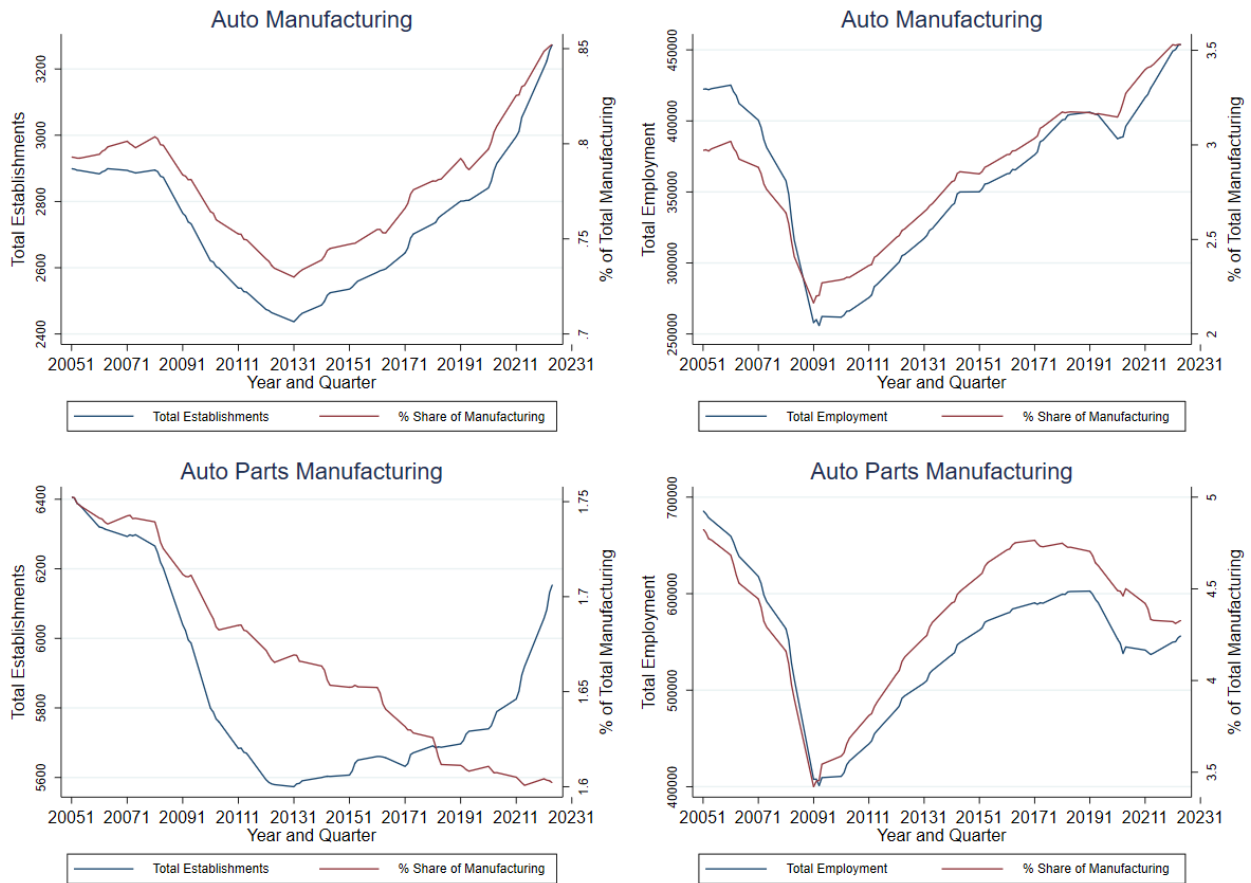 Auto Manufacturing
Total Establishments
2400 2600 2800 3000 3200
% of Total Manufacturing
.7 .75 .8 .85
20051 20071 20091 20111 20131 20151 20171 20191 20211 20231
Year and Quarter
Total Establishments % Share of Manufacturing
Auto Manufacturing
Total Employment
250000 300000 350000 400000 450000
% of Total Manufacturing
2 2.5 3 3.5
20051 20071 20091 20111 20131 20151 20171 20191 20211 20231
Year and Quarter
Total Employment % Share of Manufacturing
Auto Parts Manufacturing
Total Establishments
5600 5800 6000 6200 6400
% of Total Manufacturing
1.6 1.65 1.7 1.75
20051 20071 20091 20111 20131 20151 20171 20191 20211 20231
Year and Quarter
Total Establishments % Share of Manufacturing
Auto Parts Manufacturing
Total Employment
400000 500000 600000 700000
% of Total Manufacturing
3.5 4 4.5 5
20051 20071 20091 20111 20131 20151 20171 20191 20211 20231
Year and Quarter
Total Employment % Share of Manufacturing